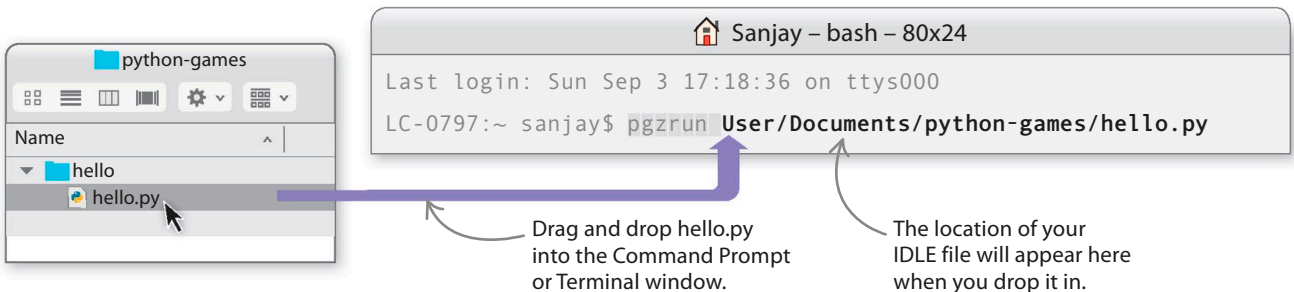 python-games
Name
hello
hello.py
Sanjay – bash – 80x24
Last login: Sun Sep 3 17:18:36 on ttys000
LC-0797:~ sanjay$ pgzrun User/Documents/python-games/hello.py
Drag and drop hello.py
into the Command Prompt
or Terminal window.
The location of your
IDLE file will appear here
when you drop it in.